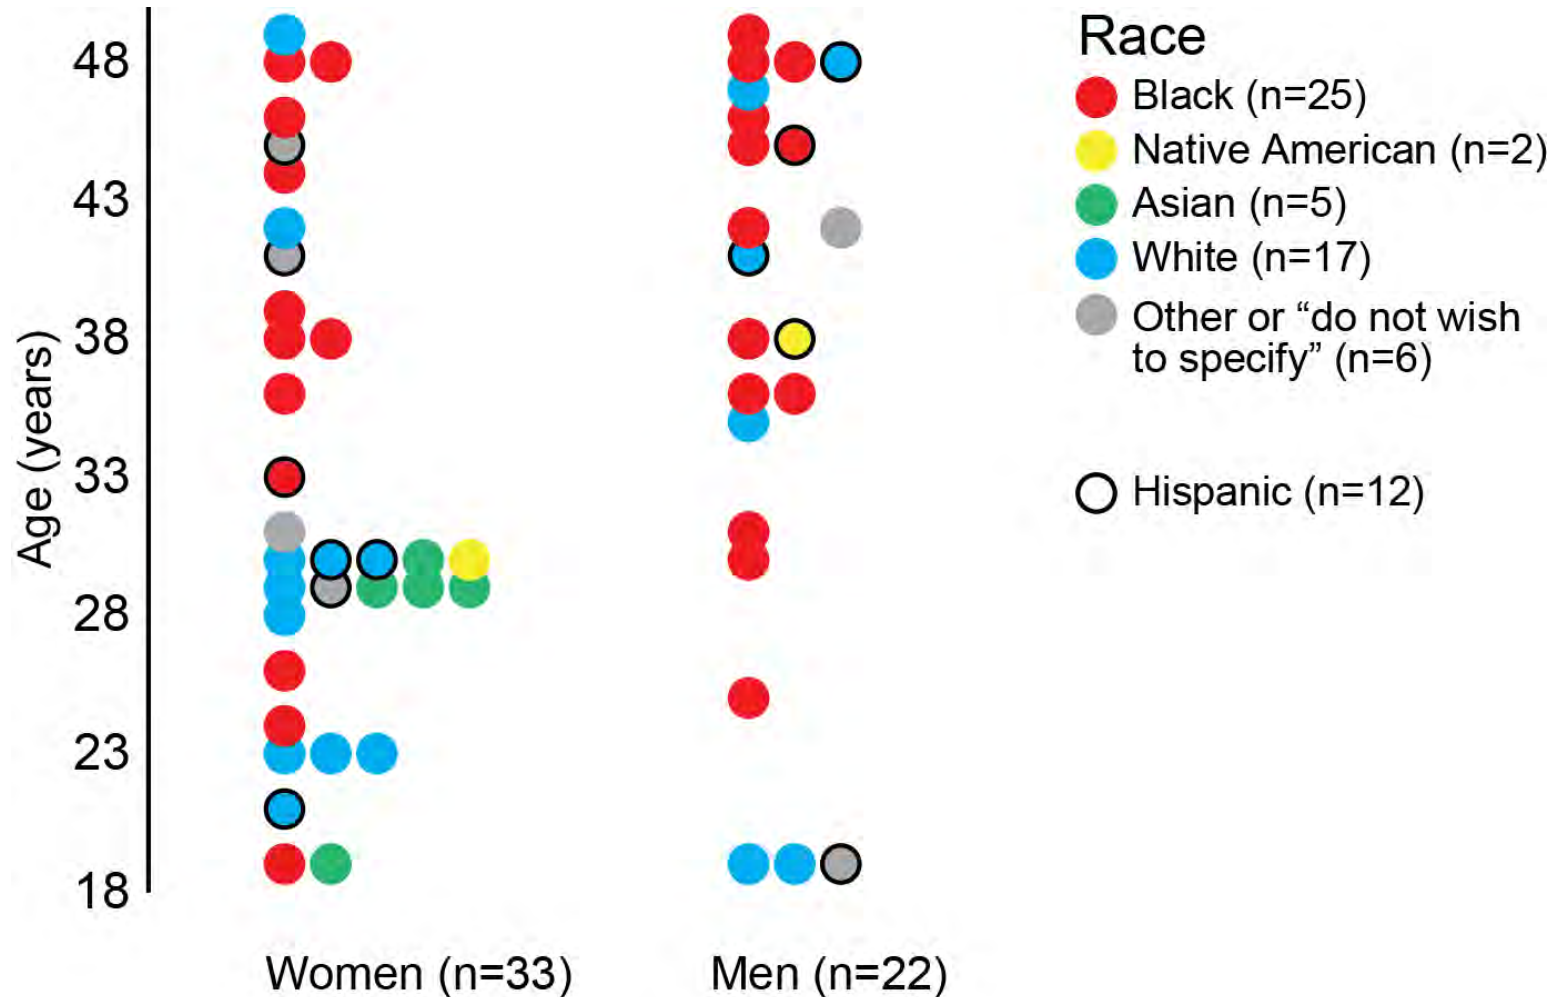 Race
Black (n=25)
Native American (n=2)
Asian (n=5)
White (n=17)
Other or “do not wish
to specify” (n=6)
Hispanic (n=12)
Age (years)
48
43
38
33
28
23
18
Women (n=33)
Men (n=22)